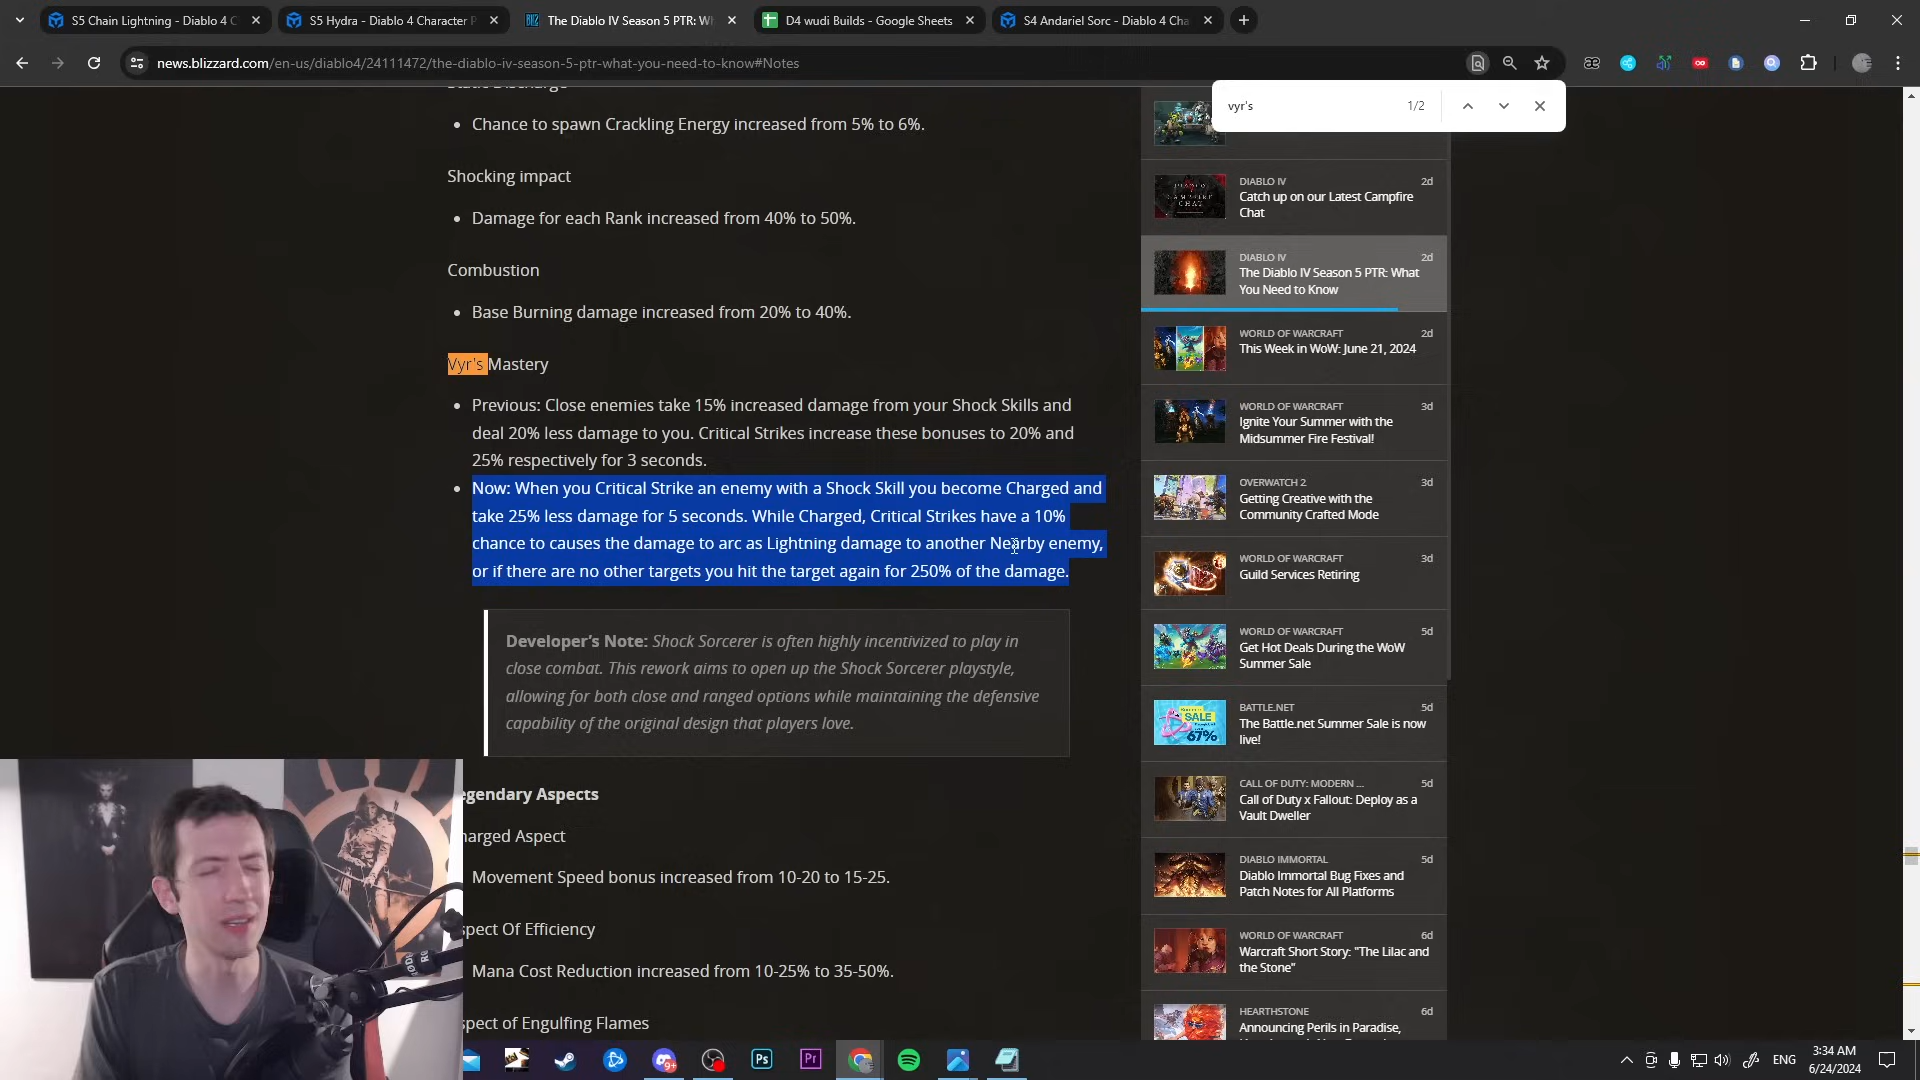 S5 Chain Lightning - Diablo 4 C
S5 Hydra - Diablo 4 Character P
The Diablo IV Season 5 PTR: Wh
D4 wudi Builds - Google Sheets
S4 Andariel Sorc - Diablo 4 Cha
news.blizzard.com/en-us/diablo4/24111472/the-diablo-iv-season-5-ptr-what-you-need-to-know#Notes
vyr's
1/2
Static Discharge
• Chance to spawn Crackling Energy increased from 5% to 6%.
Shocking impact
• Damage for each Rank increased from 40% to 50%.
Combustion
• Base Burning damage increased from 20% to 40%.
Vyr's Mastery
• Previous: Close enemies take 15% increased damage from your Shock Skills and
deal 20% less damage to you. Critical Strikes increase these bonuses to 20% and
25% respectively for 3 seconds.
• Now: When you Critical Strike an enemy with a Shock Skill you become Charged and
take 25% less damage for 5 seconds. While Charged, Critical Strikes have a 10%
chance to causes the damage to arc as Lightning damage to another Nearby enemy,
or if there are no other targets you hit the target again for 250% of the damage.
Developer's Note: Shock Sorcerer is often highly incentivized to play in
close combat. This rework aims to open up the Shock Sorcerer playstyle,
allowing for both close and ranged options while maintaining the defensive
capability of the original design that players love.
egendary Aspects
harged Aspect
Movement Speed bonus increased from 10-20 to 15-25.
spect Of Efficiency
Mana Cost Reduction increased from 10-25% to 35-50%.
spect of Engulfing Flames
DIABLO IV 2d
Catch up on our Latest Campfire
Chat
DIABLO IV 2d
The Diablo IV Season 5 PTR: What
You Need to Know
WORLD OF WARCRAFT 2d
This Week in WoW: June 21, 2024
WORLD OF WARCRAFT 3d
Ignite Your Summer with the
Midsummer Fire Festival!
OVERWATCH 2 3d
Getting Creative with the
Community Crafted Mode
WORLD OF WARCRAFT 3d
Guild Services Retiring
WORLD OF WARCRAFT 5d
Get Hot Deals During the WoW
Summer Sale
SALE
67%
BATTLE.NET 5d
The Battle.net Summer Sale is now
live!
CALL OF DUTY: MODERN ... 5d
Call of Duty x Fallout: Deploy as a
Vault Dweller
DIABLO IMMORTAL 5d
Diablo Immortal Bug Fixes and
Patch Notes for All Platforms
WORLD OF WARCRAFT 6d
Warcraft Short Story: "The Lilac and
the Stone"
HEARTHSTONE 6d
Announcing Perils in Paradise,
9+
Ps
Pr
ENG
3:34 AM
6/24/2024